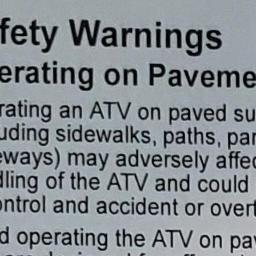 fety Warnings
erating on Paveme
rating an ATV on paved su
uding sidewalks, paths, par
eways) may adversely affec
dling of the ATV and could
ontrol and accident or overt
d operating the ATV on pav